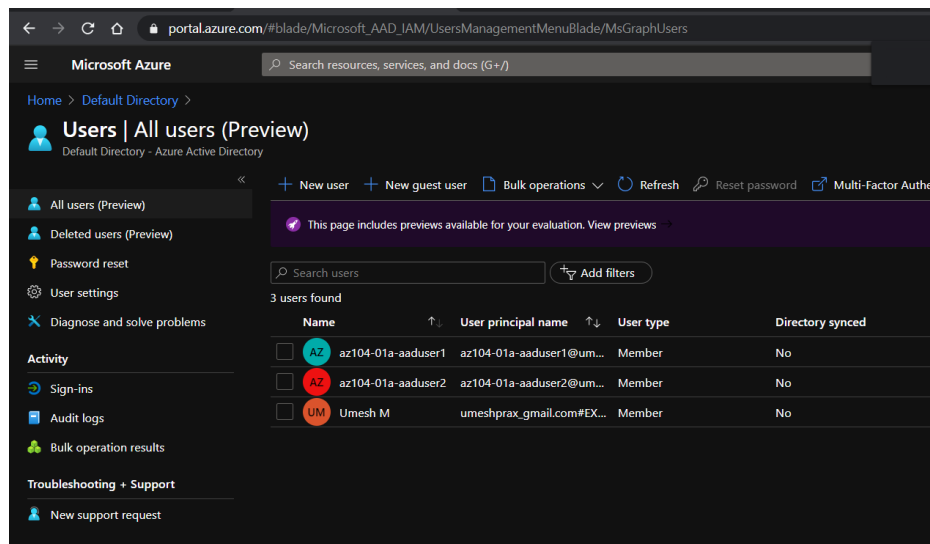 portal.azure.com/#blade/Microsoft_AAD_IAM/UsersManagementMenuBlade/MsGraphUsers
Microsoft Azure
Search resources, services, and docs (G+/)
Home > Default Directory >
Users | All users (Preview)
Default Directory - Azure Active Directory
«
All users (Preview)
Deleted users (Preview)
Password reset
User settings
Diagnose and solve problems
Activity
Sign-ins
Audit logs
Bulk operation results
Troubleshooting + Support
New support request
+ New user + New guest user Bulk operations Refresh Reset password Multi-Factor Authe
This page includes previews available for your evaluation. View previews →
Search users Add filters
3 users found
Name ↑↓ User principal name ↑↓ User type Directory synced
AZ az104-01a-aaduser1 az104-01a-aaduser1@um... Member No
AZ az104-01a-aaduser2 az104-01a-aaduser2@um... Member No
UM Umesh M umeshprax_gmail.com#EX... Member No